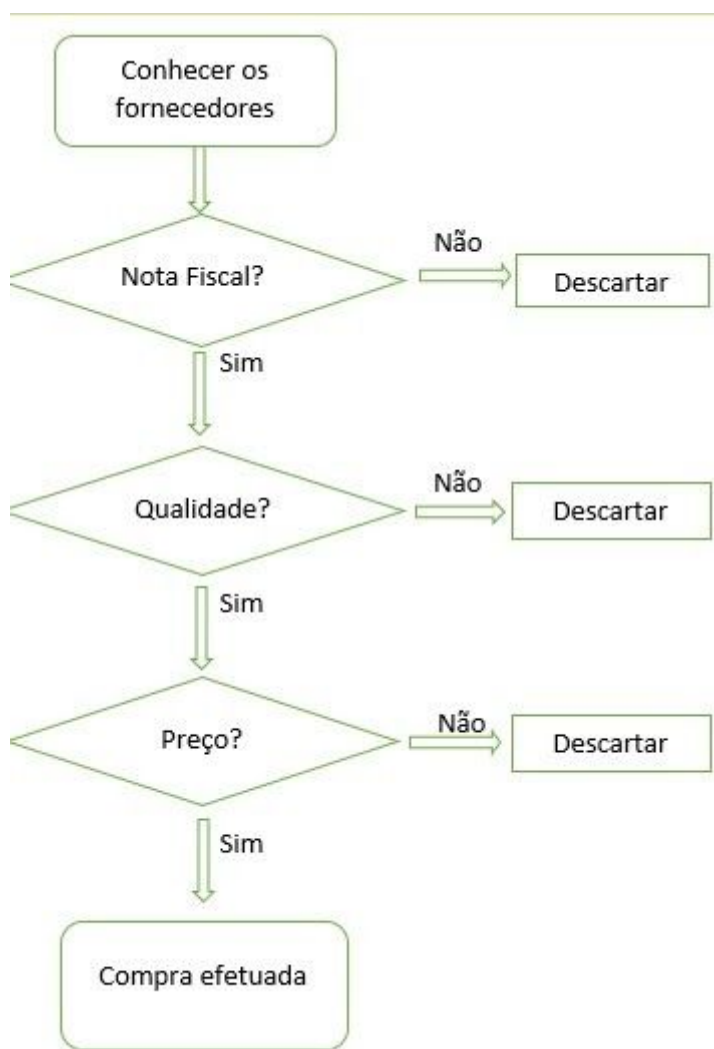 Conhecer os
fornecedores
Nota Fiscal?
Não
Descartar
Sim
Qualidade?
Não
Descartar
Sim
Preço?
Não
Descartar
Sim
Compra efetuada